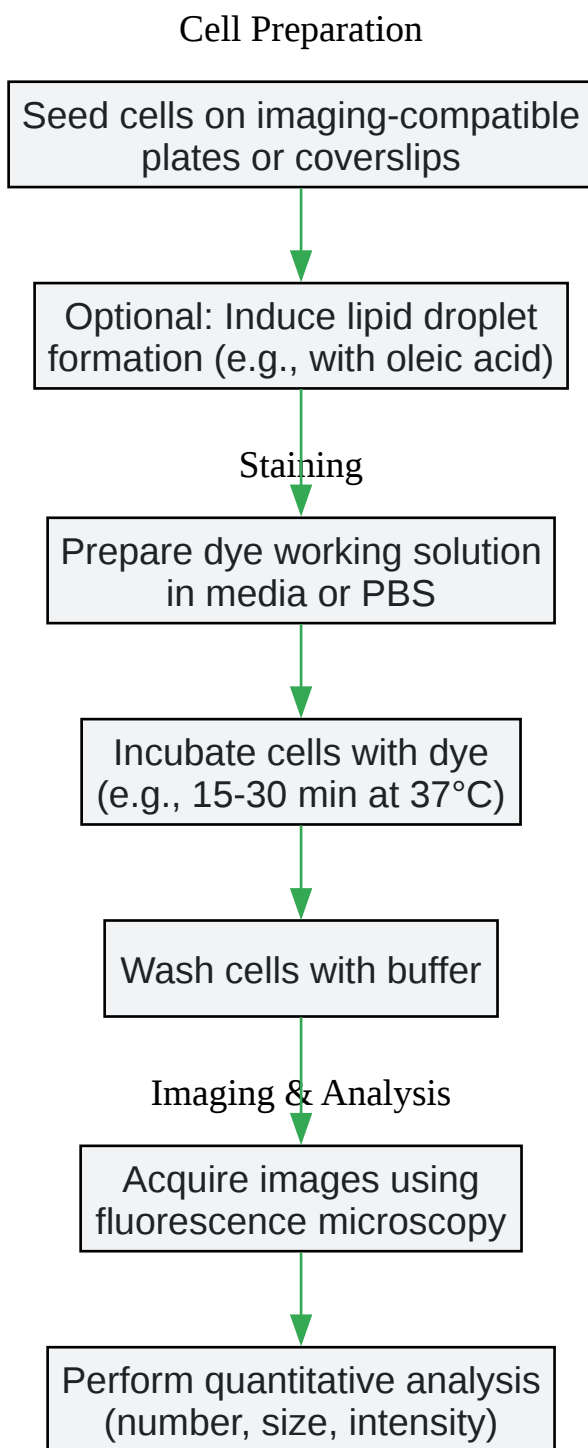 Cell Preparation
Seed cells on imaging-compatible
plates or coverslips
Optional: Induce lipid droplet
formation (e.g., with oleic acid)
Staining
Prepare dye working solution
in media or PBS
Incubate cells with dye
(e.g., 15-30 min at 37°C)
Wash cells with buffer
Imaging & Analysis
Acquire images using
fluorescence microscopy
Perform quantitative analysis
(number, size, intensity)